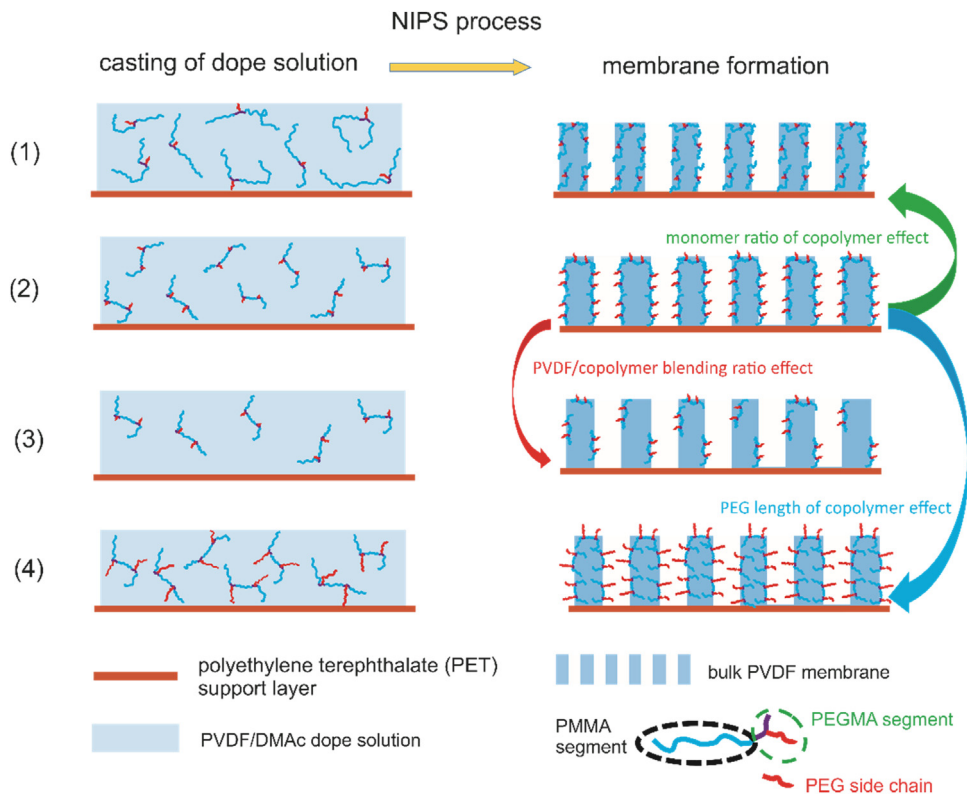 NIPS process
casting of dope solution
membrane formation
(1)
monomer ratio of copolymer effect
(2)
PVDF/copolymer blending ratio effect
(3)
PEG length of copolymer effect
(4)
polyethylene terephthalate (PET)
support layer
bulk PVDF membrane
PVDF/DMAc dope solution
PMMA
segment
PEGMA segment
PEG side chain